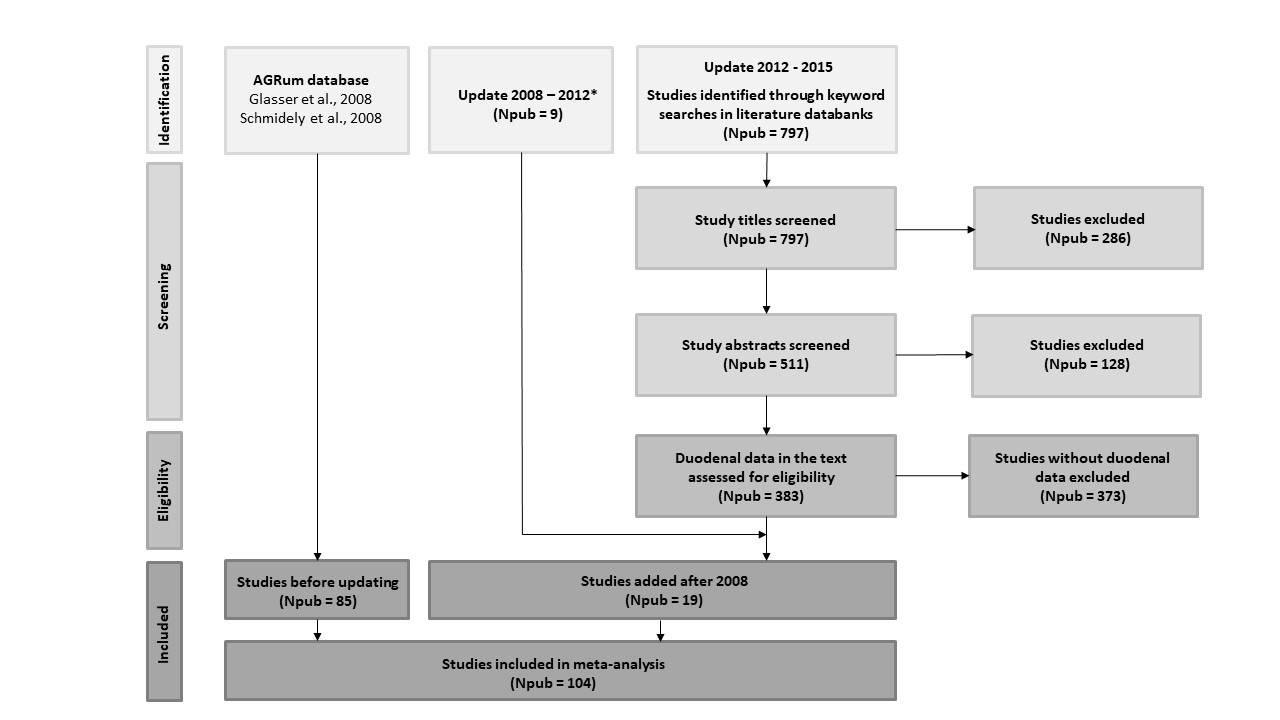 Identification
AGRum database
Glasser et al., 2008
Schmidely et al., 2008
Update 2008 – 2012*
(Npub = 9)
Update 2012 - 2015
Studies identified through keyword
searches in literature databanks
(Npub = 797)
Screening
Study titles screened
(Npub = 797)
Studies excluded
(Npub = 286)
Study abstracts screened
(Npub = 511)
Studies excluded
(Npub = 128)
Eligibility
Duodenal data in the text
assessed for eligibility
(Npub = 383)
Studies without duodenal
data excluded
(Npub = 373)
Included
Studies before updating
(Npub = 85)
Studies added after 2008
(Npub = 19)
Studies included in meta-analysis
(Npub = 104)